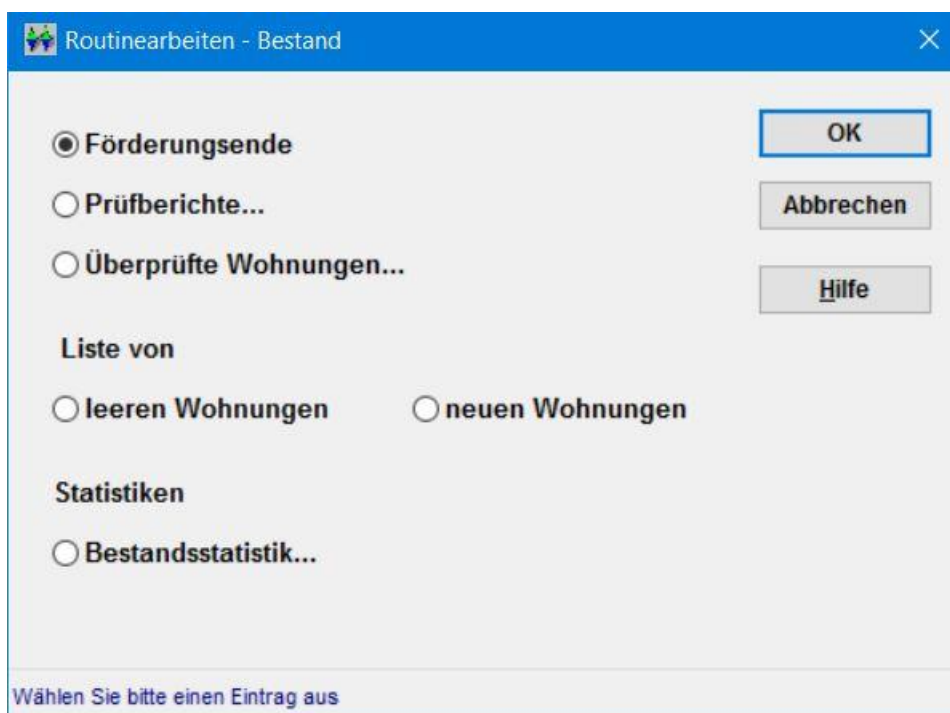 Routinearbeiten - Bestand
Förderungsende
OK
Prüfberichte...
Abbrechen
Überprüfte Wohnungen...
Hilfe
Liste von
leeren Wohnungen neuen Wohnungen
Statistiken
Bestandsstatistik...
Wählen Sie bitte einen Eintrag aus